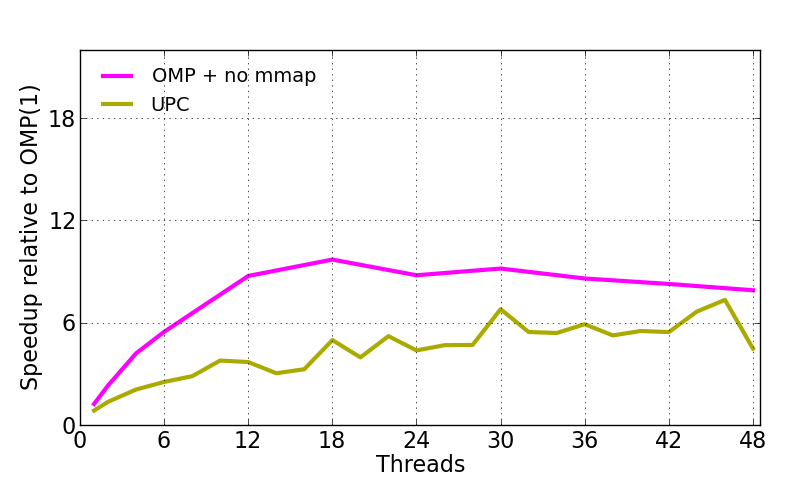 OMP + no mmap
UPC
Speedup relative to OMP(1)
18
12
6
0
0 6 12 18 24 30 36 42 48
Threads